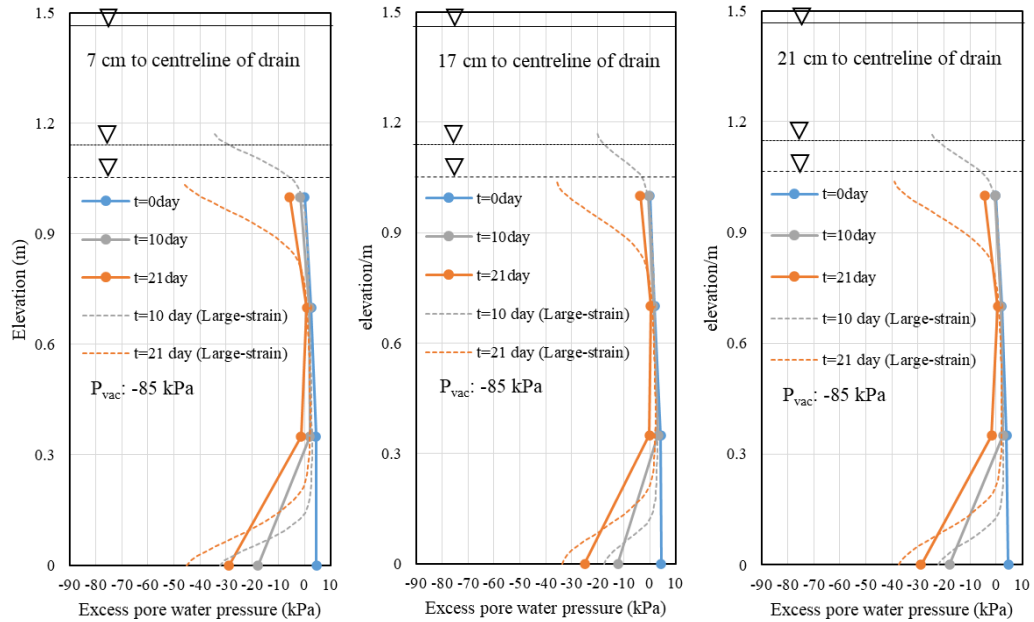 1.5
1.2
0.9
0.6
0.3
0
Elevation (m)
7 cm to centreline of drain
t=0day
t=10day
t=21day
t=10 day (Large-strain)
t=21 day (Large-strain)
Pvac: -85 kPa
-90 -80 -70 -60 -50 -40 -30 -20 -10 0 10
Excess pore water pressure (kPa)
1.5
1.2
0.9
0.6
0.3
0
elevation/m
17 cm to centreline of drain
t=0day
t=10day
t=21day
t=10 day (Large-strain)
t=21 day (Large-strain)
Pvac: -85 kPa
-90 -80 -70 -60 -50 -40 -30 -20 -10 0 10
Excess pore water pressure (kPa)
1.5
1.2
0.9
0.6
0.3
0
elevation/m
21 cm to centreline of drain
t=0day
t=10day
t=21day
t=10 day (Large-strain)
t=21 day (Large-strain)
Pvac: -85 kPa
-90 -80 -70 -60 -50 -40 -30 -20 -10 0 10
Excess pore water pressure (kPa)